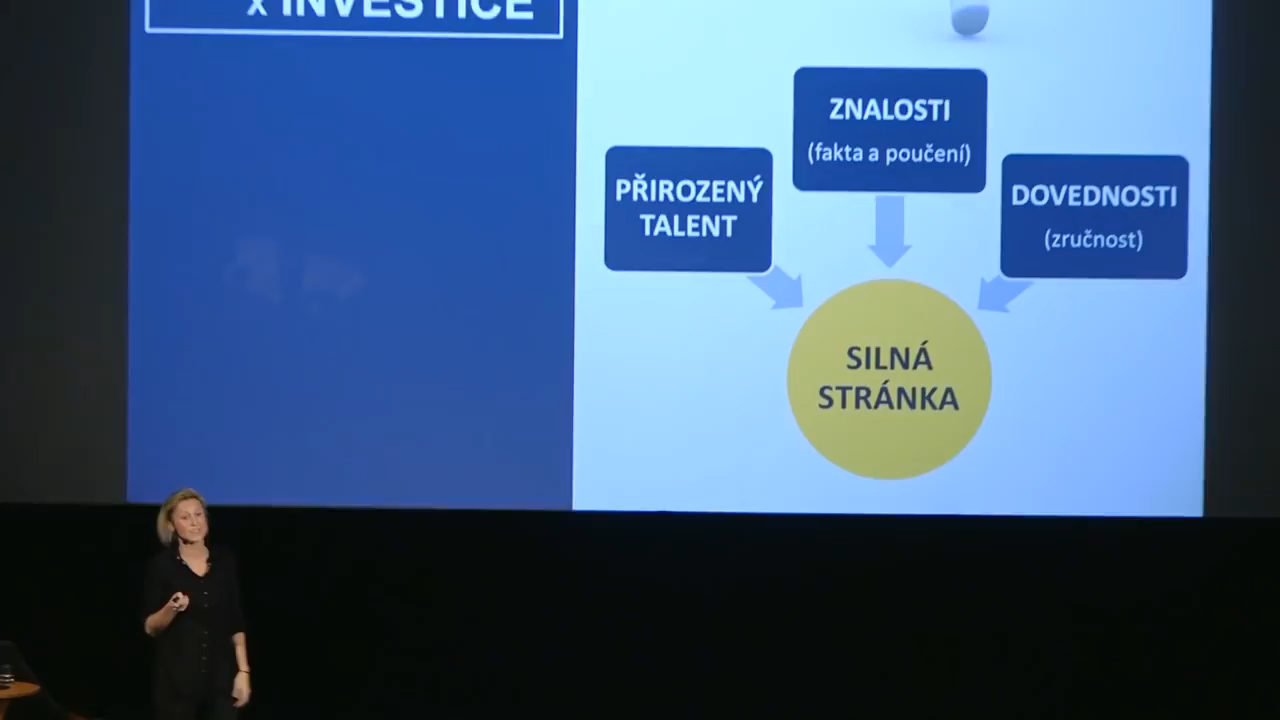 x INVESTICE
ZNALOSTI
(fakta a poučení)
PŘIROZENÝ
TALENT
DOVEDNOSTI
(zručnost)
SILNÁ
STRÁNKA